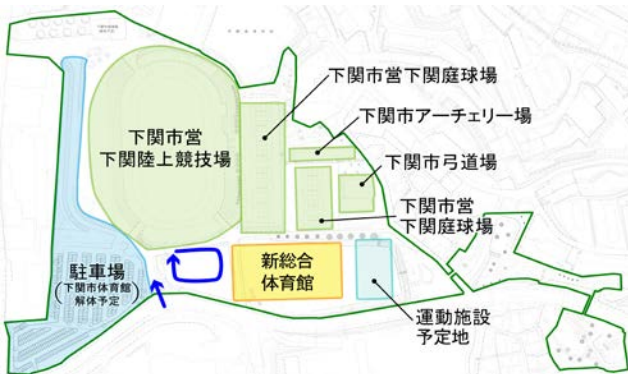 下関市営下関庭球場
下関市アーチェリー場
下関市営
下関陸上競技場
下関市弓道場
下関市営
下関庭球場
駐車場
(下関市体育館
解体予定)
新総合
体育館
運動施設
予定地